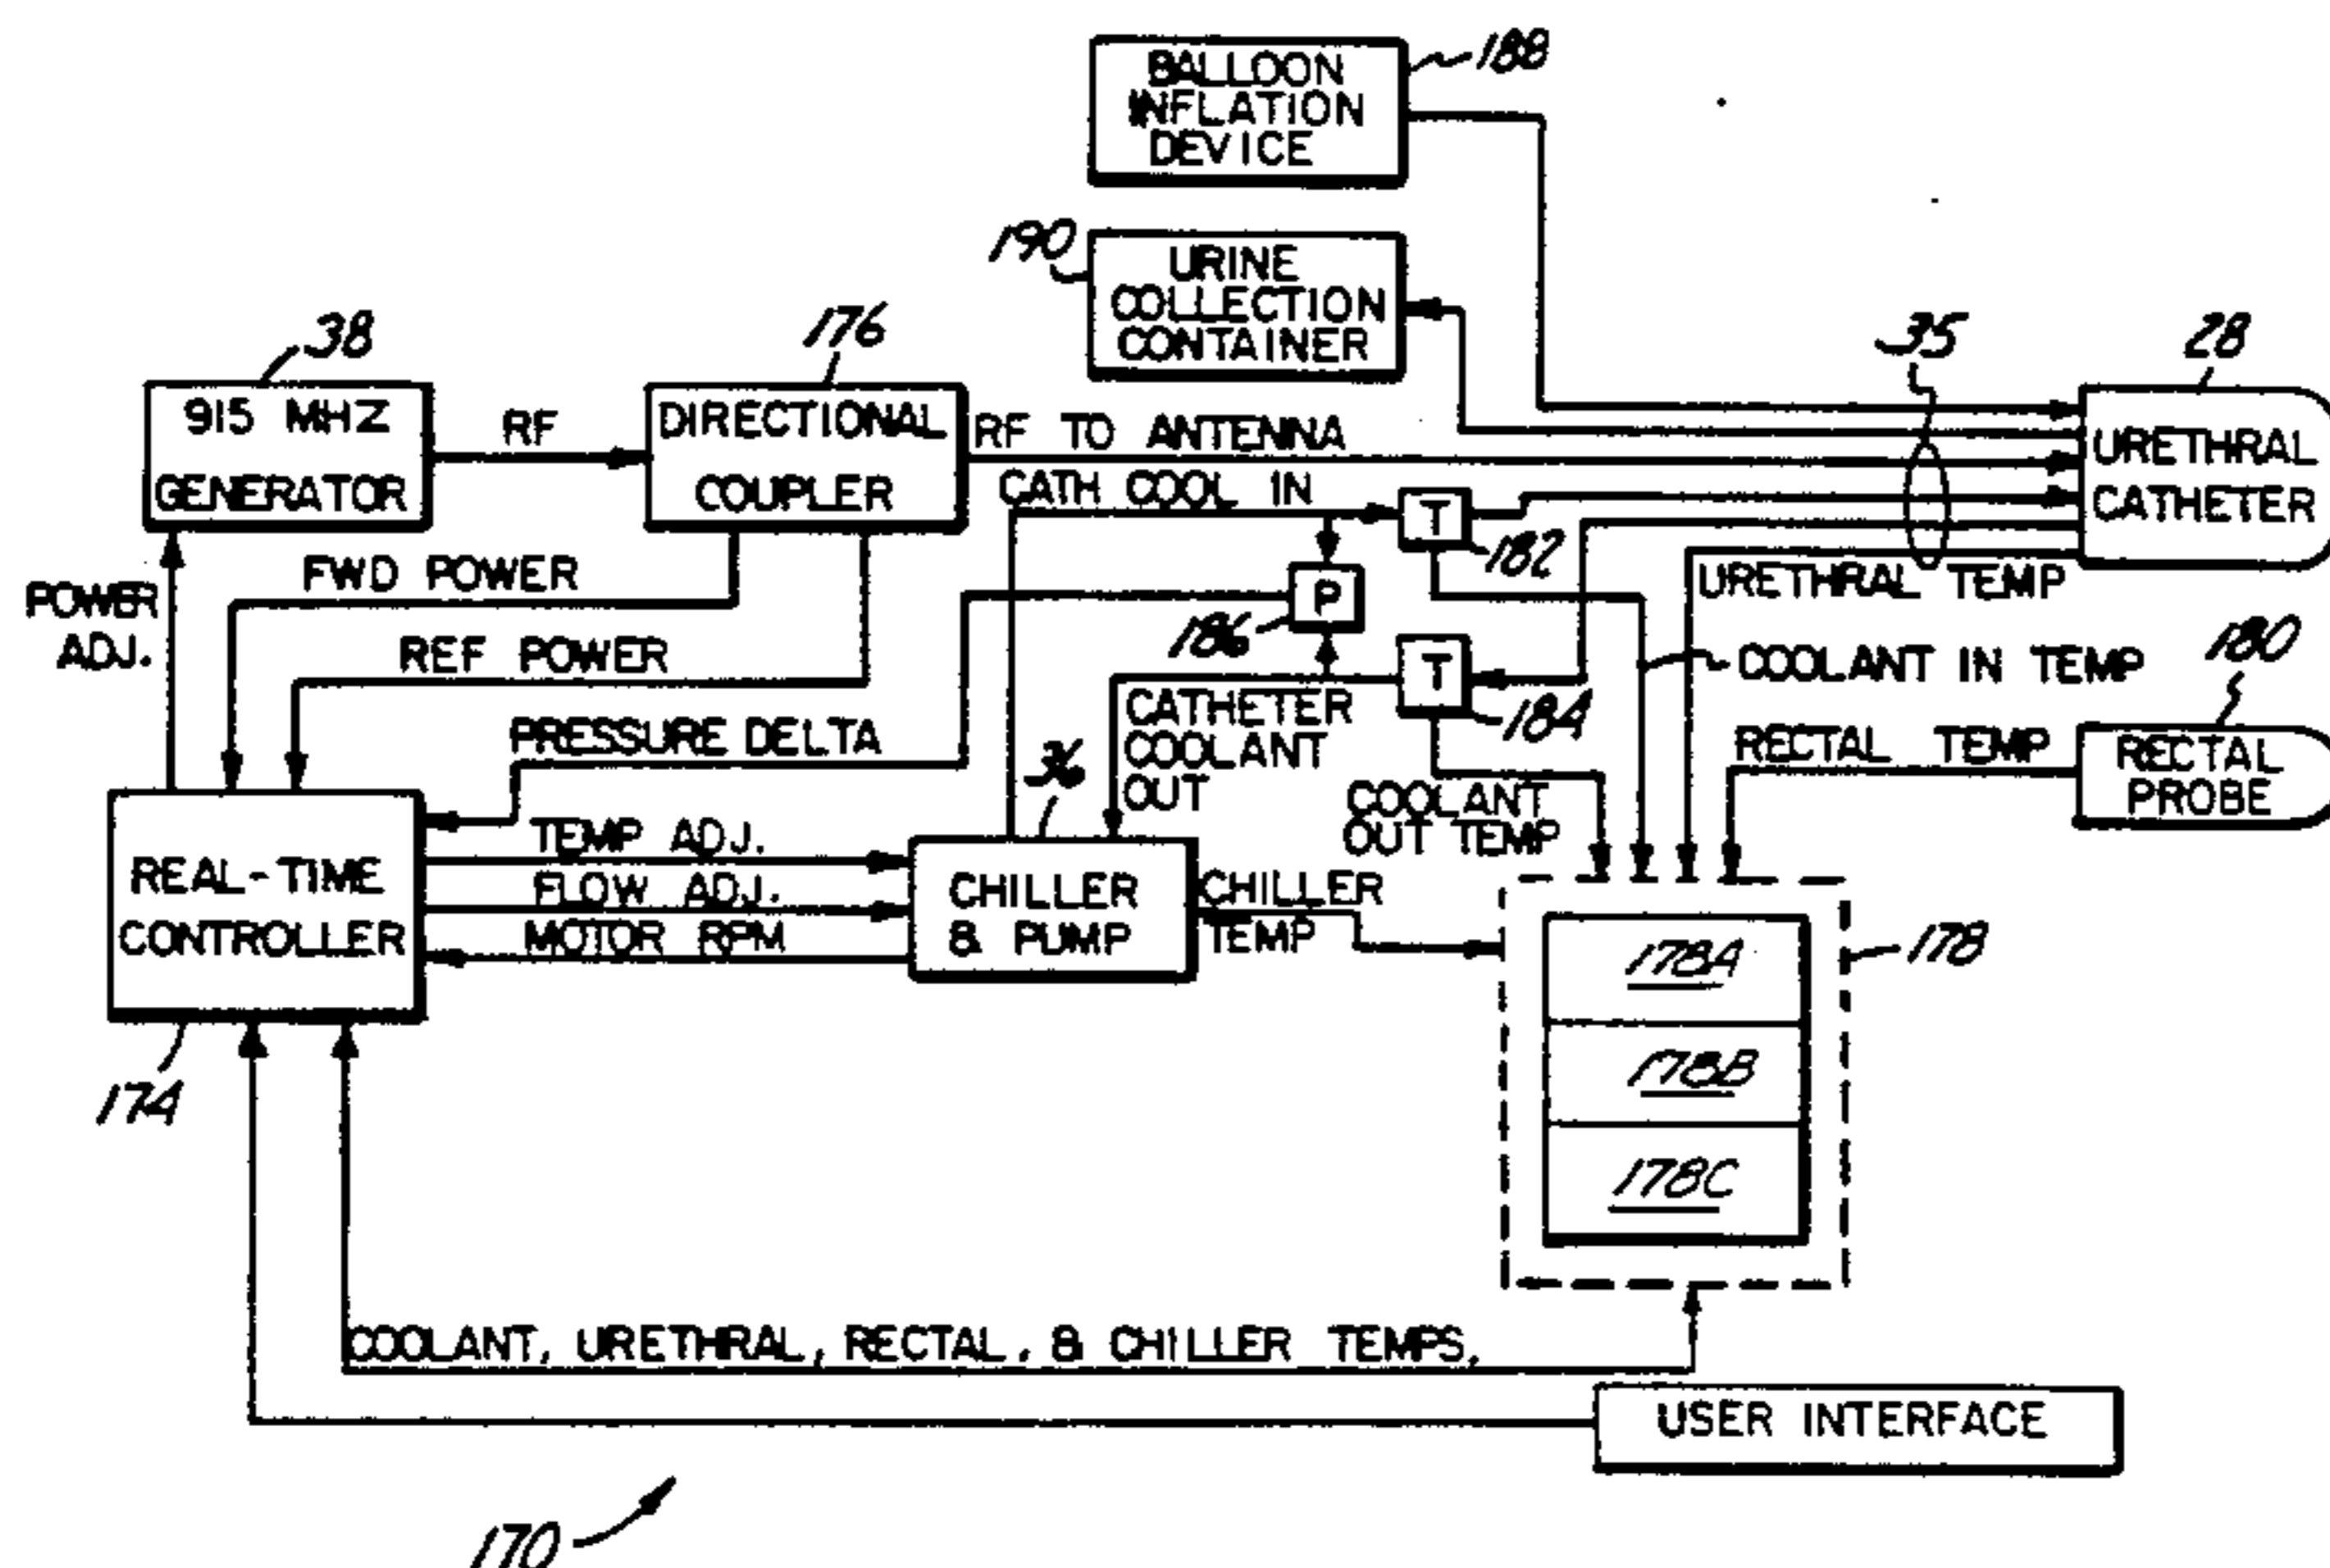 BALLOON
INFLATION
DEVICE
188
190
URINE
COLLECTION
CONTAINER
38
176
35
28
915 MHZ
GENERATOR
RF
DIRECTIONAL
COUPLER
RF TO ANTENNA
CATH COOL IN
URETHRAL
CATHETER
T
182
P
186
URETHRAL TEMP
POWER
ADJ.
FWD POWER
REF POWER
PRESSURE DELTA
T
184
COOLANT IN TEMP
180
CATHETER
COOLANT
OUT
36
COOLANT
OUT TEMP
RECTAL TEMP
RECTAL
PROBE
REAL-TIME
CONTROLLER
174
TEMP ADJ.
FLOW ADJ.
MOTOR RPM
CHILLER
& PUMP
CHILLER
TEMP
178A
178B
178C
178
COOLANT, URETHRAL, RECTAL, & CHILLER TEMPS,
USER INTERFACE
170